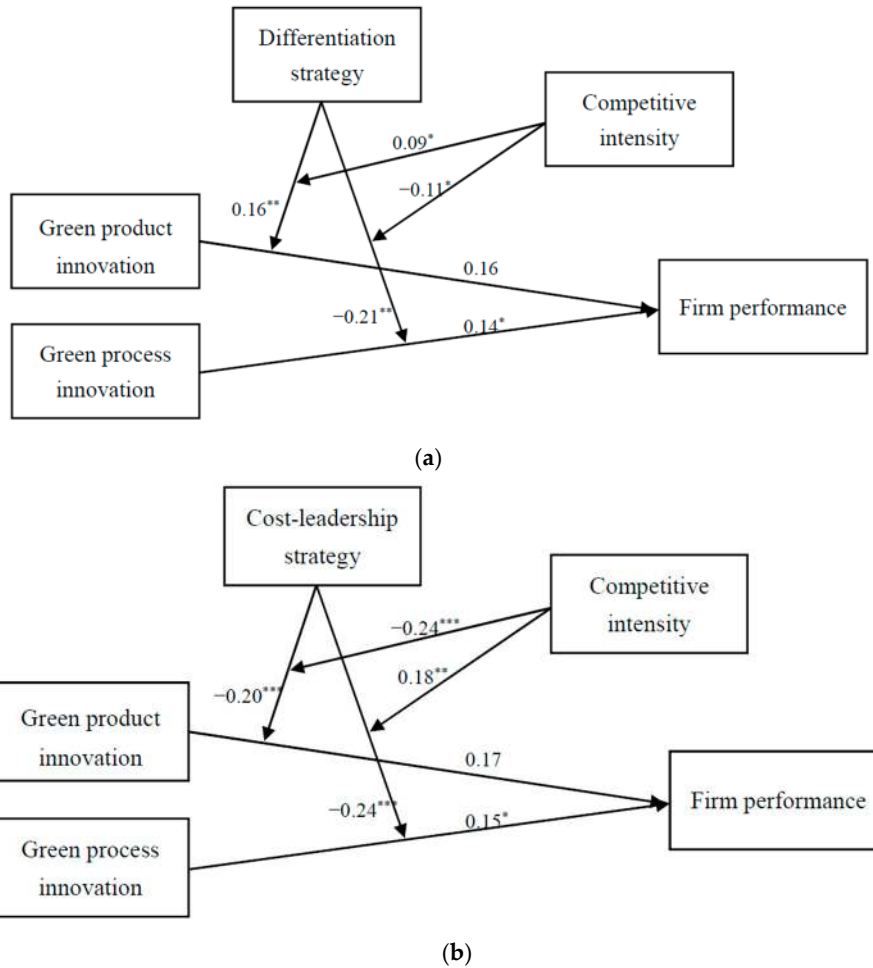 Differentiation
strategy
Competitive
intensity
0.09*
−0.11*
0.16**
Green product
innovation
0.16
Firm performance
−0.21**
0.14*
Green process
innovation
(a)
Cost-leadership
strategy
Competitive
intensity
−0.24***
0.18**
−0.20***
Green product
innovation
0.17
Firm performance
−0.24***
0.15*
Green process
innovation
(b)